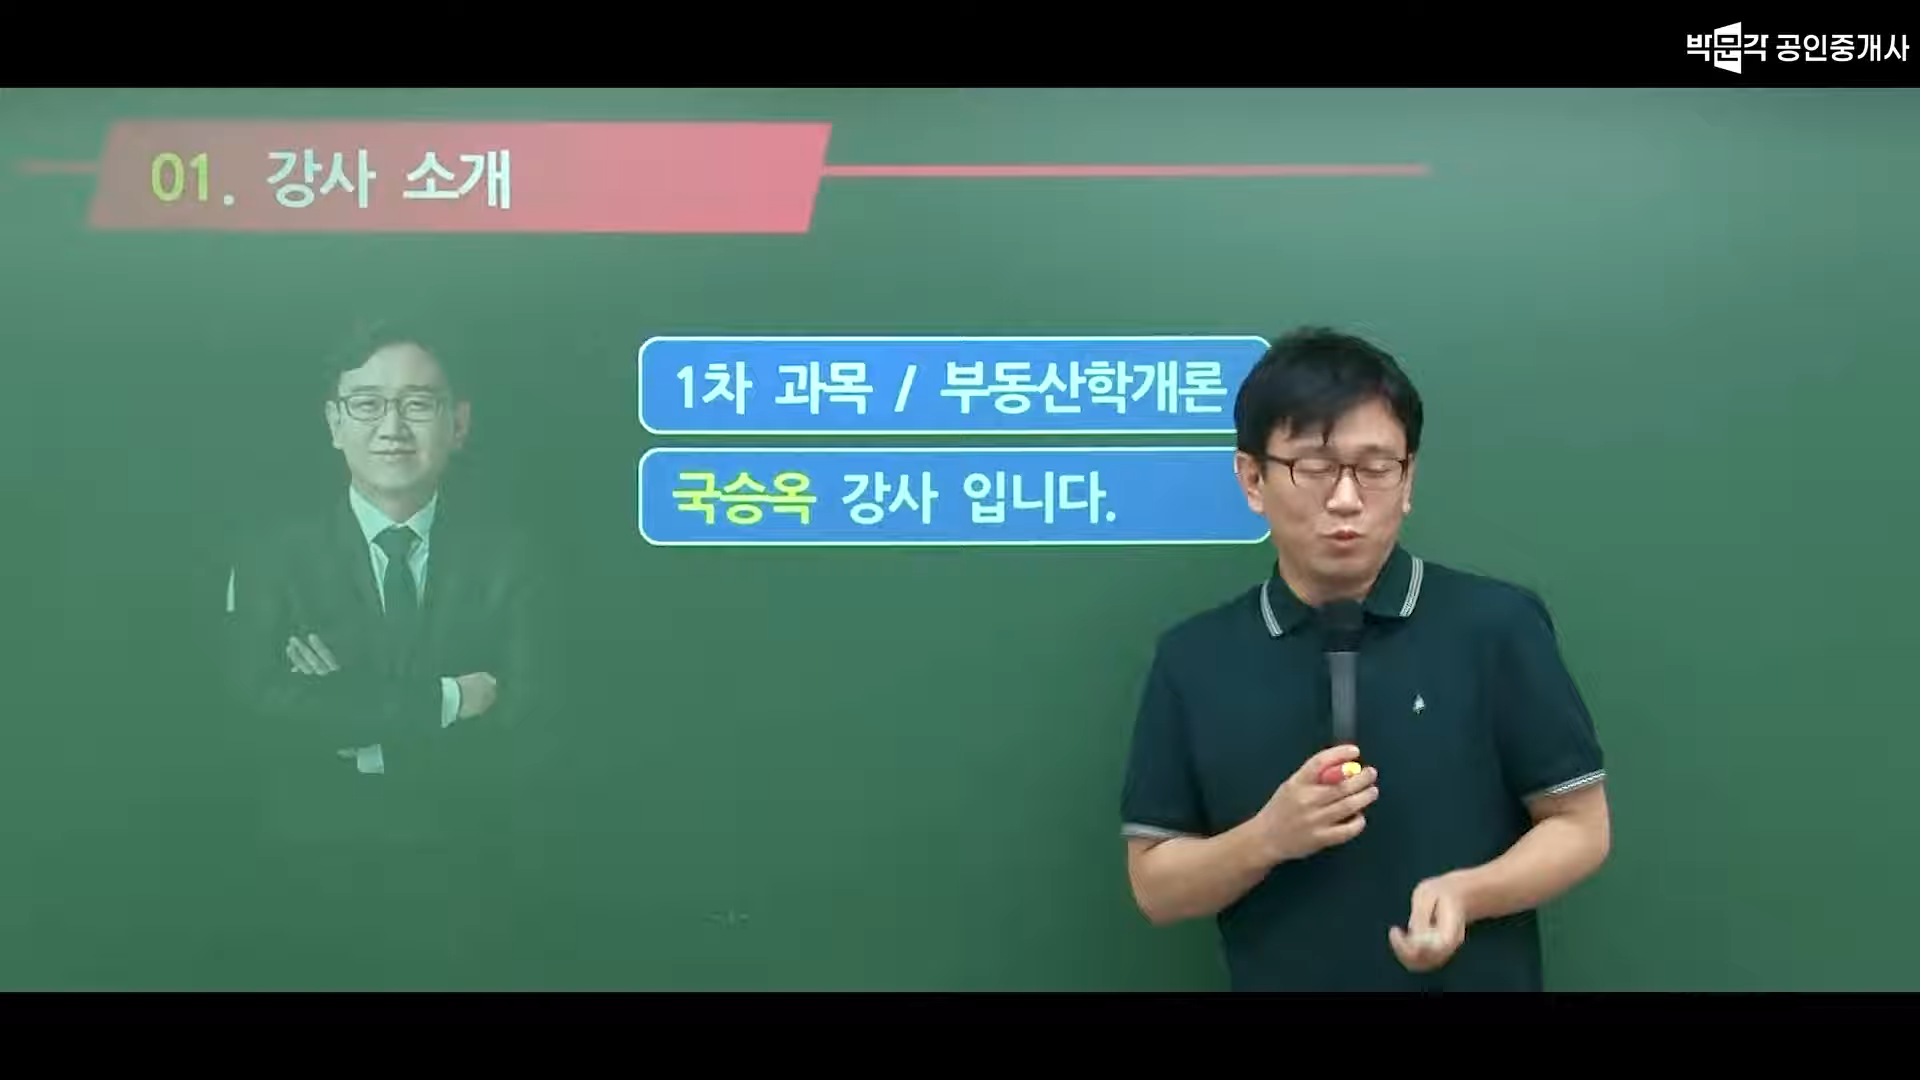 박문각 공인중개사
01. 강사 소개
1차 과목 / 부동산학개론
국승옥 강사 입니다.